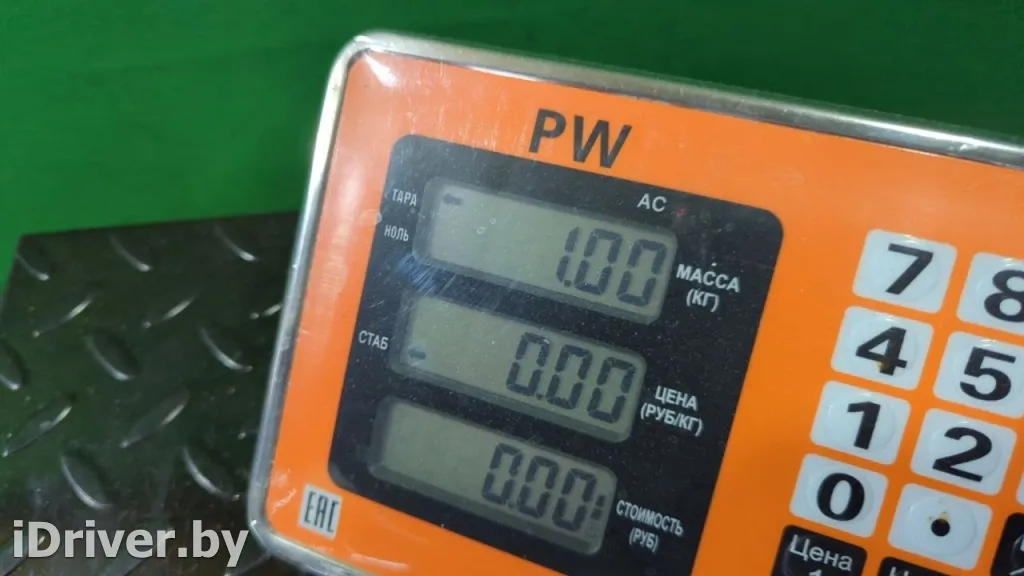 PW
AC
ТАРА
НОЛЬ
1.00
МАССА
(КГ)
СТАБ
0.00
ЦЕНА
(РУБ/КГ)
0.00
СТОИМОСТЬ
(РУБ)
7
8
4
5
1
2
0
.
Цена
EAC
iDriver.by